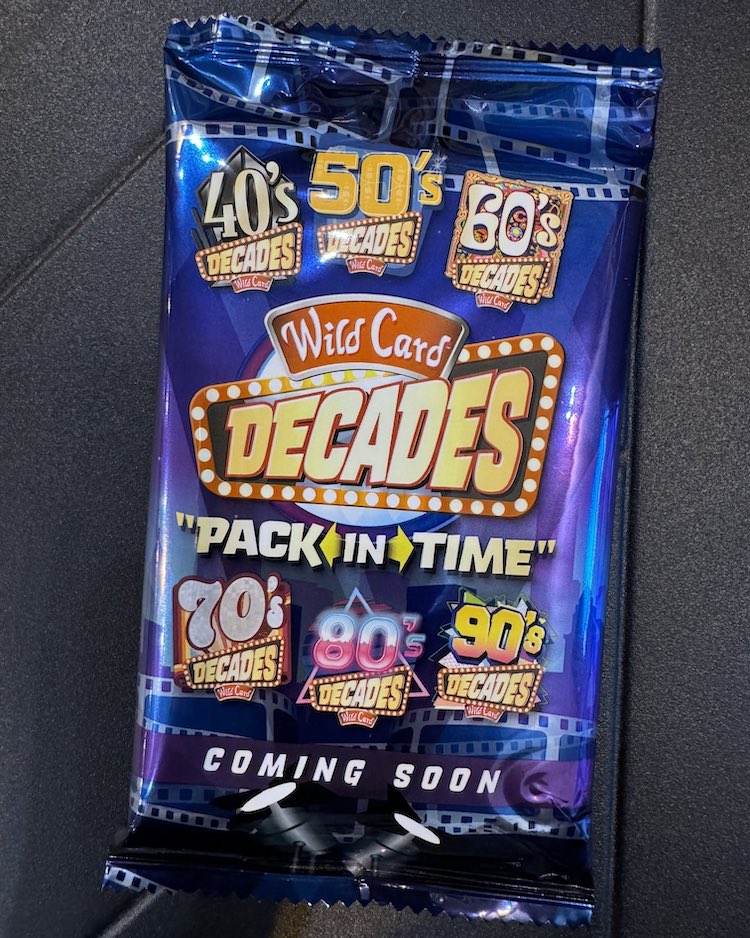 40's 50's 60's
DECADES DECADES DECADES
Wild Card Wild Card Wild Card
Wild Card
DECADES
"PACK IN TIME"
70's 80's 90's
DECADES DECADES DECADES
Wild Card Wild Card Wild Card
COMING SOON